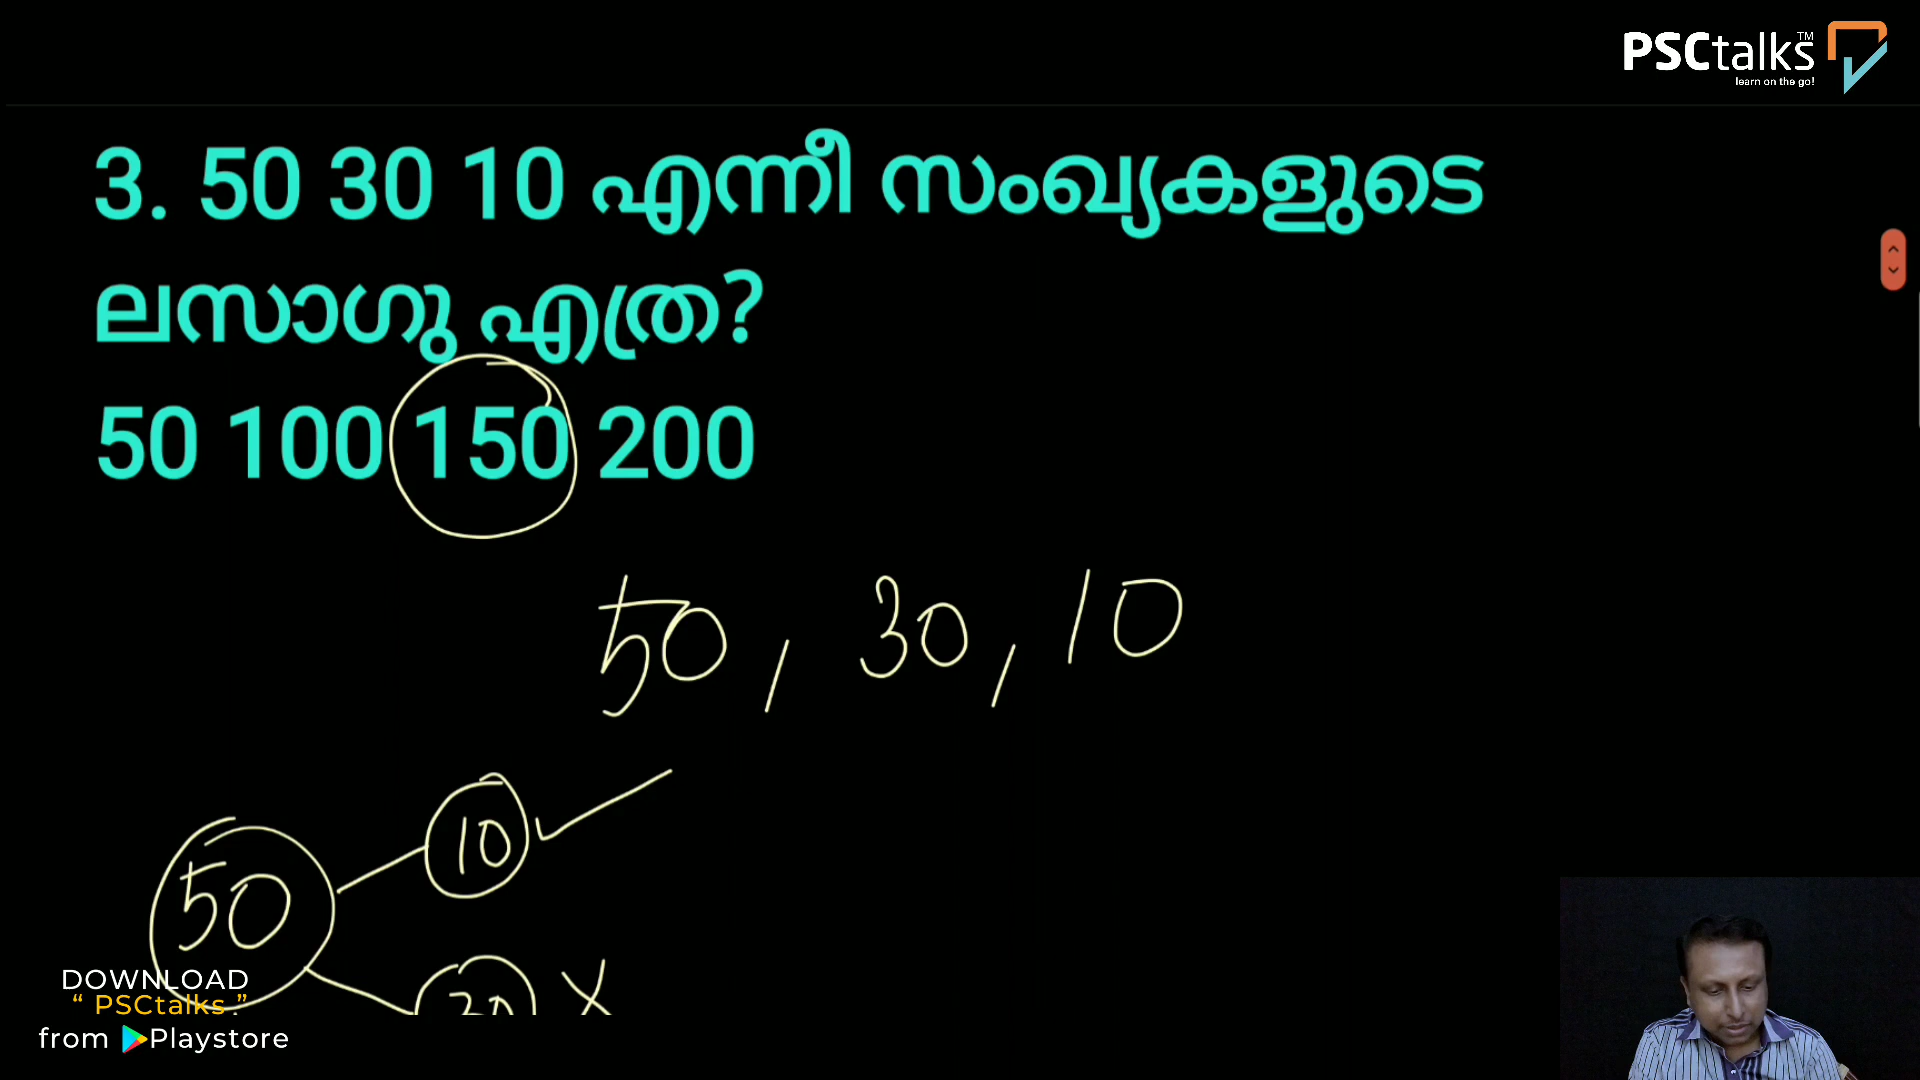 PSCtalks™
learn on the go!
3. 50 30 10 എന്നീ സംഖ്യകളുടെ
ലസാഗു എത്ര?
50 100 150 200
50, 30, 10
10
50
30 X
DOWNLOAD
“ PSCtalks ”
from Playstore